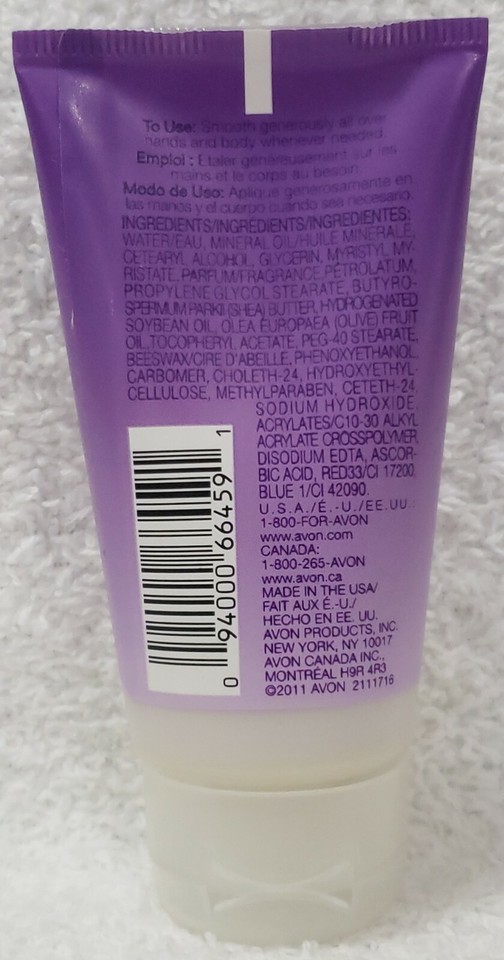 To Use: Smooth generously all over
hands and body whenever needed.
Emploi : Étaler généreusement sur les
mains et le corps au besoin.
Modo de Uso: Aplique generosamente en
las manos y el cuerpo cuando sea necesario.
INGREDIENTS/INGRÉDIENTS/INGREDIENTES:
WATER/EAU, MINERAL OIL/HUILE MINÉRALE,
CETEARYL ALCOHOL, GLYCERIN, MYRISTYL MY-
RISTATE, PARFUM/FRAGRANCE, PETROLATUM,
PROPYLENE GLYCOL STEARATE, BUTYRO-
SPERMUM PARKII (SHEA) BUTTER, HYDROGENATED
SOYBEAN OIL, OLEA EUROPAEA (OLIVE) FRUIT
OIL, TOCOPHERYL ACETATE, PEG-40 STEARATE,
BEESWAX/CIRE D'ABEILLE, PHENOXYETHANOL,
CARBOMER, CHOLETH-24, HYDROXYETHYL-
CELLULOSE, METHYLPARABEN, CETETH-24,
SODIUM HYDROXIDE,
ACRYLATES/C10-30 ALKYL
ACRYLATE CROSSPOLYMER,
DISODIUM EDTA, ASCOR-
BIC ACID, RED33/CI 17200,
BLUE 1/CI 42090.
U.S.A./É.-U./EE.UU.:
1-800-FOR-AVON
www.avon.com
CANADA:
1-800-265-AVON
www.avon.ca
MADE IN THE USA/
FAIT AUX É.-U./
HECHO EN EE. UU.
AVON PRODUCTS, INC.
NEW YORK, NY 10017
AVON CANADA INC.,
MONTRÉAL H9R 4R3
©2011 AVON 2111716
0 94000 66459 1